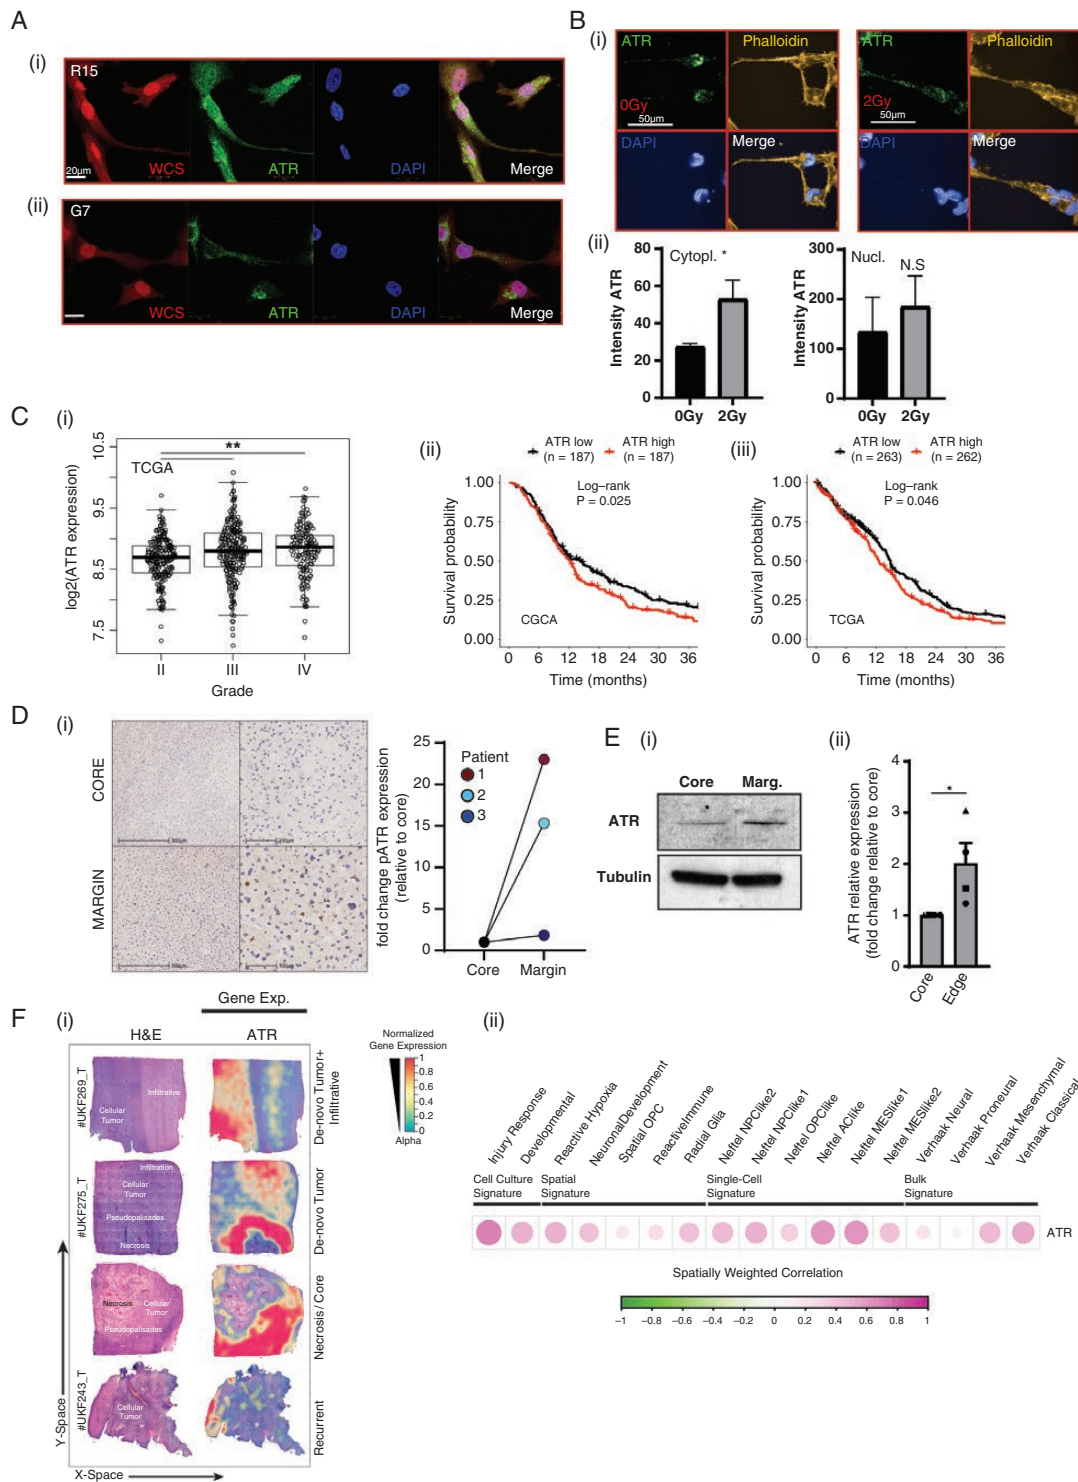 A
(i)
R15
20µm
WCS
ATR
DAPI
Merge
(ii)
G7
WCS
ATR
DAPI
Merge
B
(i)
ATR
Phalloidin
0Gy
50µm
DAPI
Merge
ATR
Phalloidin
2Gy
50µm
DAPI
Merge
(ii)
Intensity ATR
80
60
40
20
0
Cytopl. *
0Gy
2Gy
Intensity ATR
300
200
100
0
Nucl.
N.S
0Gy
2Gy
C
(i)
log2(ATR expression)
10.5
9.5
8.5
7.5
TCGA
**
II
III
IV
Grade
(ii)
ATR low
(n = 187)
ATR high
(n = 187)
Log–rank
P = 0.025
Survival probability
1.00
0.75
0.50
0.25
0.00
CGCA
0
6
12
18
24
30
36
Time (months)
(iii)
ATR low
(n = 263)
ATR high
(n = 262)
Log–rank
P = 0.046
Survival probability
1.00
0.75
0.50
0.25
0.00
TCGA
0
6
12
18
24
30
36
Time (months)
D
(i)
CORE
MARGIN
fold change pATR expression
(relative to core)
25
20
15
10
5
0
Patient
1
2
3
Core
Margin
E
(i)
Core
Marg.
ATR
Tubulin
(ii)
ATR relative expression
(fold change relative to core)
4
3
2
1
0
*
Core
Edge
F
(i)
Gene Exp.
H&E
ATR
#UKF269_T
Cellular
Tumor
Infiltrative
De-novo Tumor+
Infiltrative
#UKF275_T
Infiltration
Cellular
Tumor
Pseudopalisades
Necrosis
De-novo Tumor
Necrosis
Cellular
Tumor
Pseudopalisades
Necrosis/Core
#UKF243_T
Cellular
Tumor
Recurrent
Y-Space
X-Space
Normalized
Gene Expression
1
0.8
0.6
0.4
0.2
0
Alpha
(ii)
Injury Response
Developmental
Reactive Hypoxia
NeuronalDevelopment
Spatial OPC
ReactiveImmune
Radial Glia
Neftel NPClike2
Neftel NPClike1
Neftel OPClike
Neftel AClike
Neftel MESlike1
Neftel MESlike2
Verhaak Neural
Verhaak Proneural
Verhaak Mesenchymal
Verhaak Classical
Cell Culture
Signature
Spatial
Signature
Single-Cell
Signature
Bulk
Signature
ATR
Spatially Weighted Correlation
−1
−0.8
−0.6
−0.4
−0.2
0
0.2
0.4
0.6
0.8
1